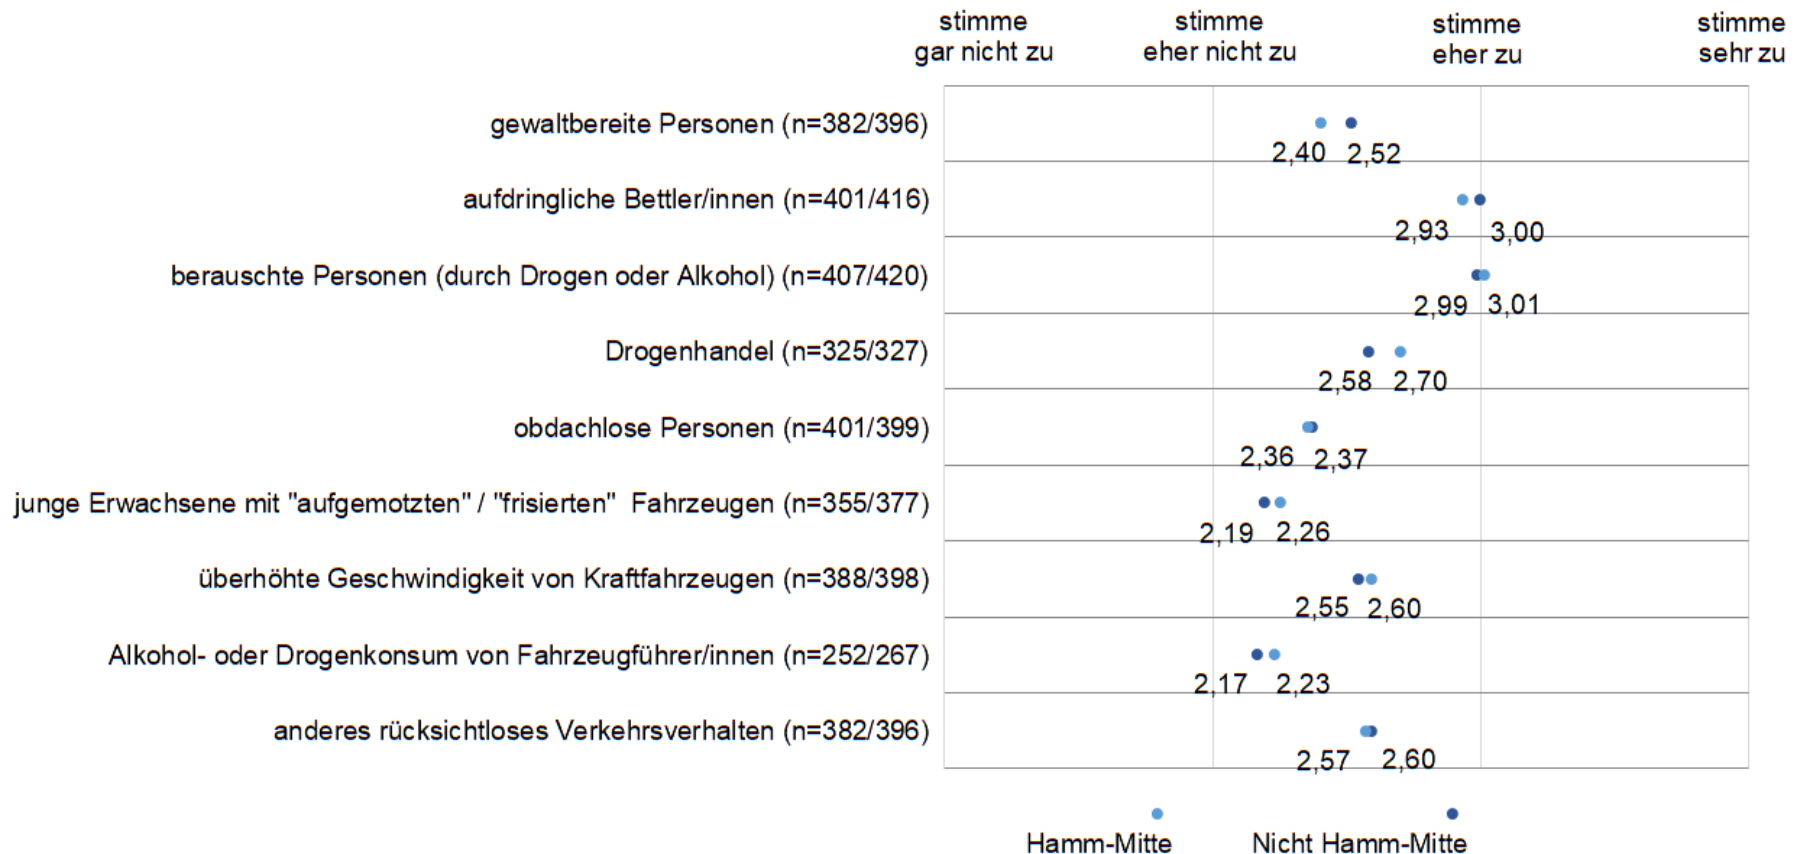 stimme
gar nicht zu
stimme
eher nicht zu
stimme
eher zu
stimme
sehr zu
gewaltbereite Personen (n=382/396)
2,40 2,52
aufdringliche Bettler/innen (n=401/416)
2,93 3,00
berauschte Personen (durch Drogen oder Alkohol) (n=407/420)
2,99 3,01
Drogenhandel (n=325/327)
2,58 2,70
obdachlose Personen (n=401/399)
2,36 2,37
junge Erwachsene mit "aufgemotzten" / "frisierten" Fahrzeugen (n=355/377)
2,19 2,26
überhöhte Geschwindigkeit von Kraftfahrzeugen (n=388/398)
2,55 2,60
Alkohol- oder Drogenkonsum von Fahrzeugführer/innen (n=252/267)
2,17 2,23
anderes rücksichtloses Verkehrsverhalten (n=382/396)
2,57 2,60
Hamm-Mitte Nicht Hamm-Mitte